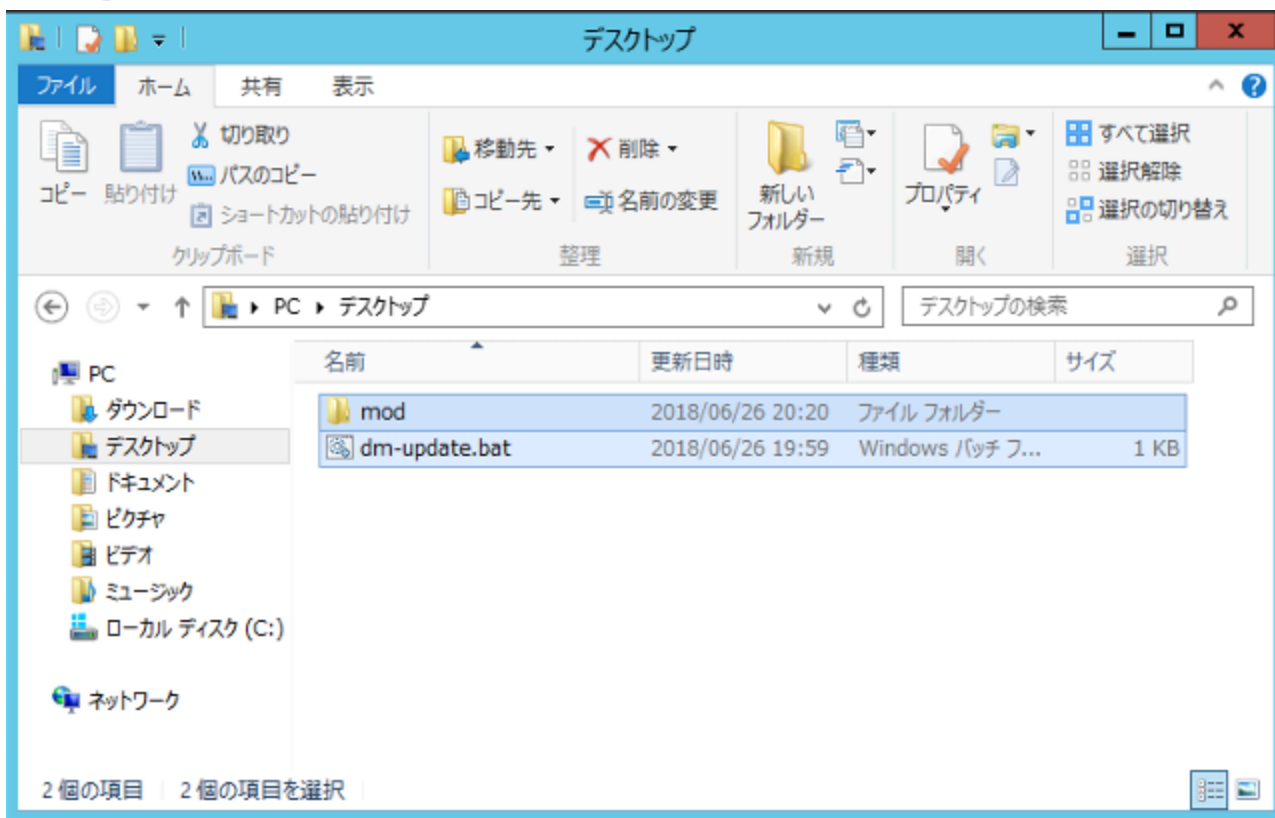 デスクトップ
ファイル ホーム 共有 表示
コピー 貼り付け 切り取り パスのコピー ショートカットの貼り付け
移動先 コピー先 削除 名前の変更
新しい
フォルダー
プロパティ
すべて選択
選択解除
選択の切り替え
クリップボード 整理 新規 開く 選択
PC デスクトップ デスクトップの検索
名前 更新日時 種類 サイズ
mod 2018/06/26 20:20 ファイル フォルダー
dm-update.bat 2018/06/26 19:59 Windows バッチ フ... 1 KB
PC
ダウンロード
デスクトップ
ドキュメント
ピクチャ
ビデオ
ミュージック
ローカル ディスク (C:)
ネットワーク
2 個の項目 2 個の項目を選択